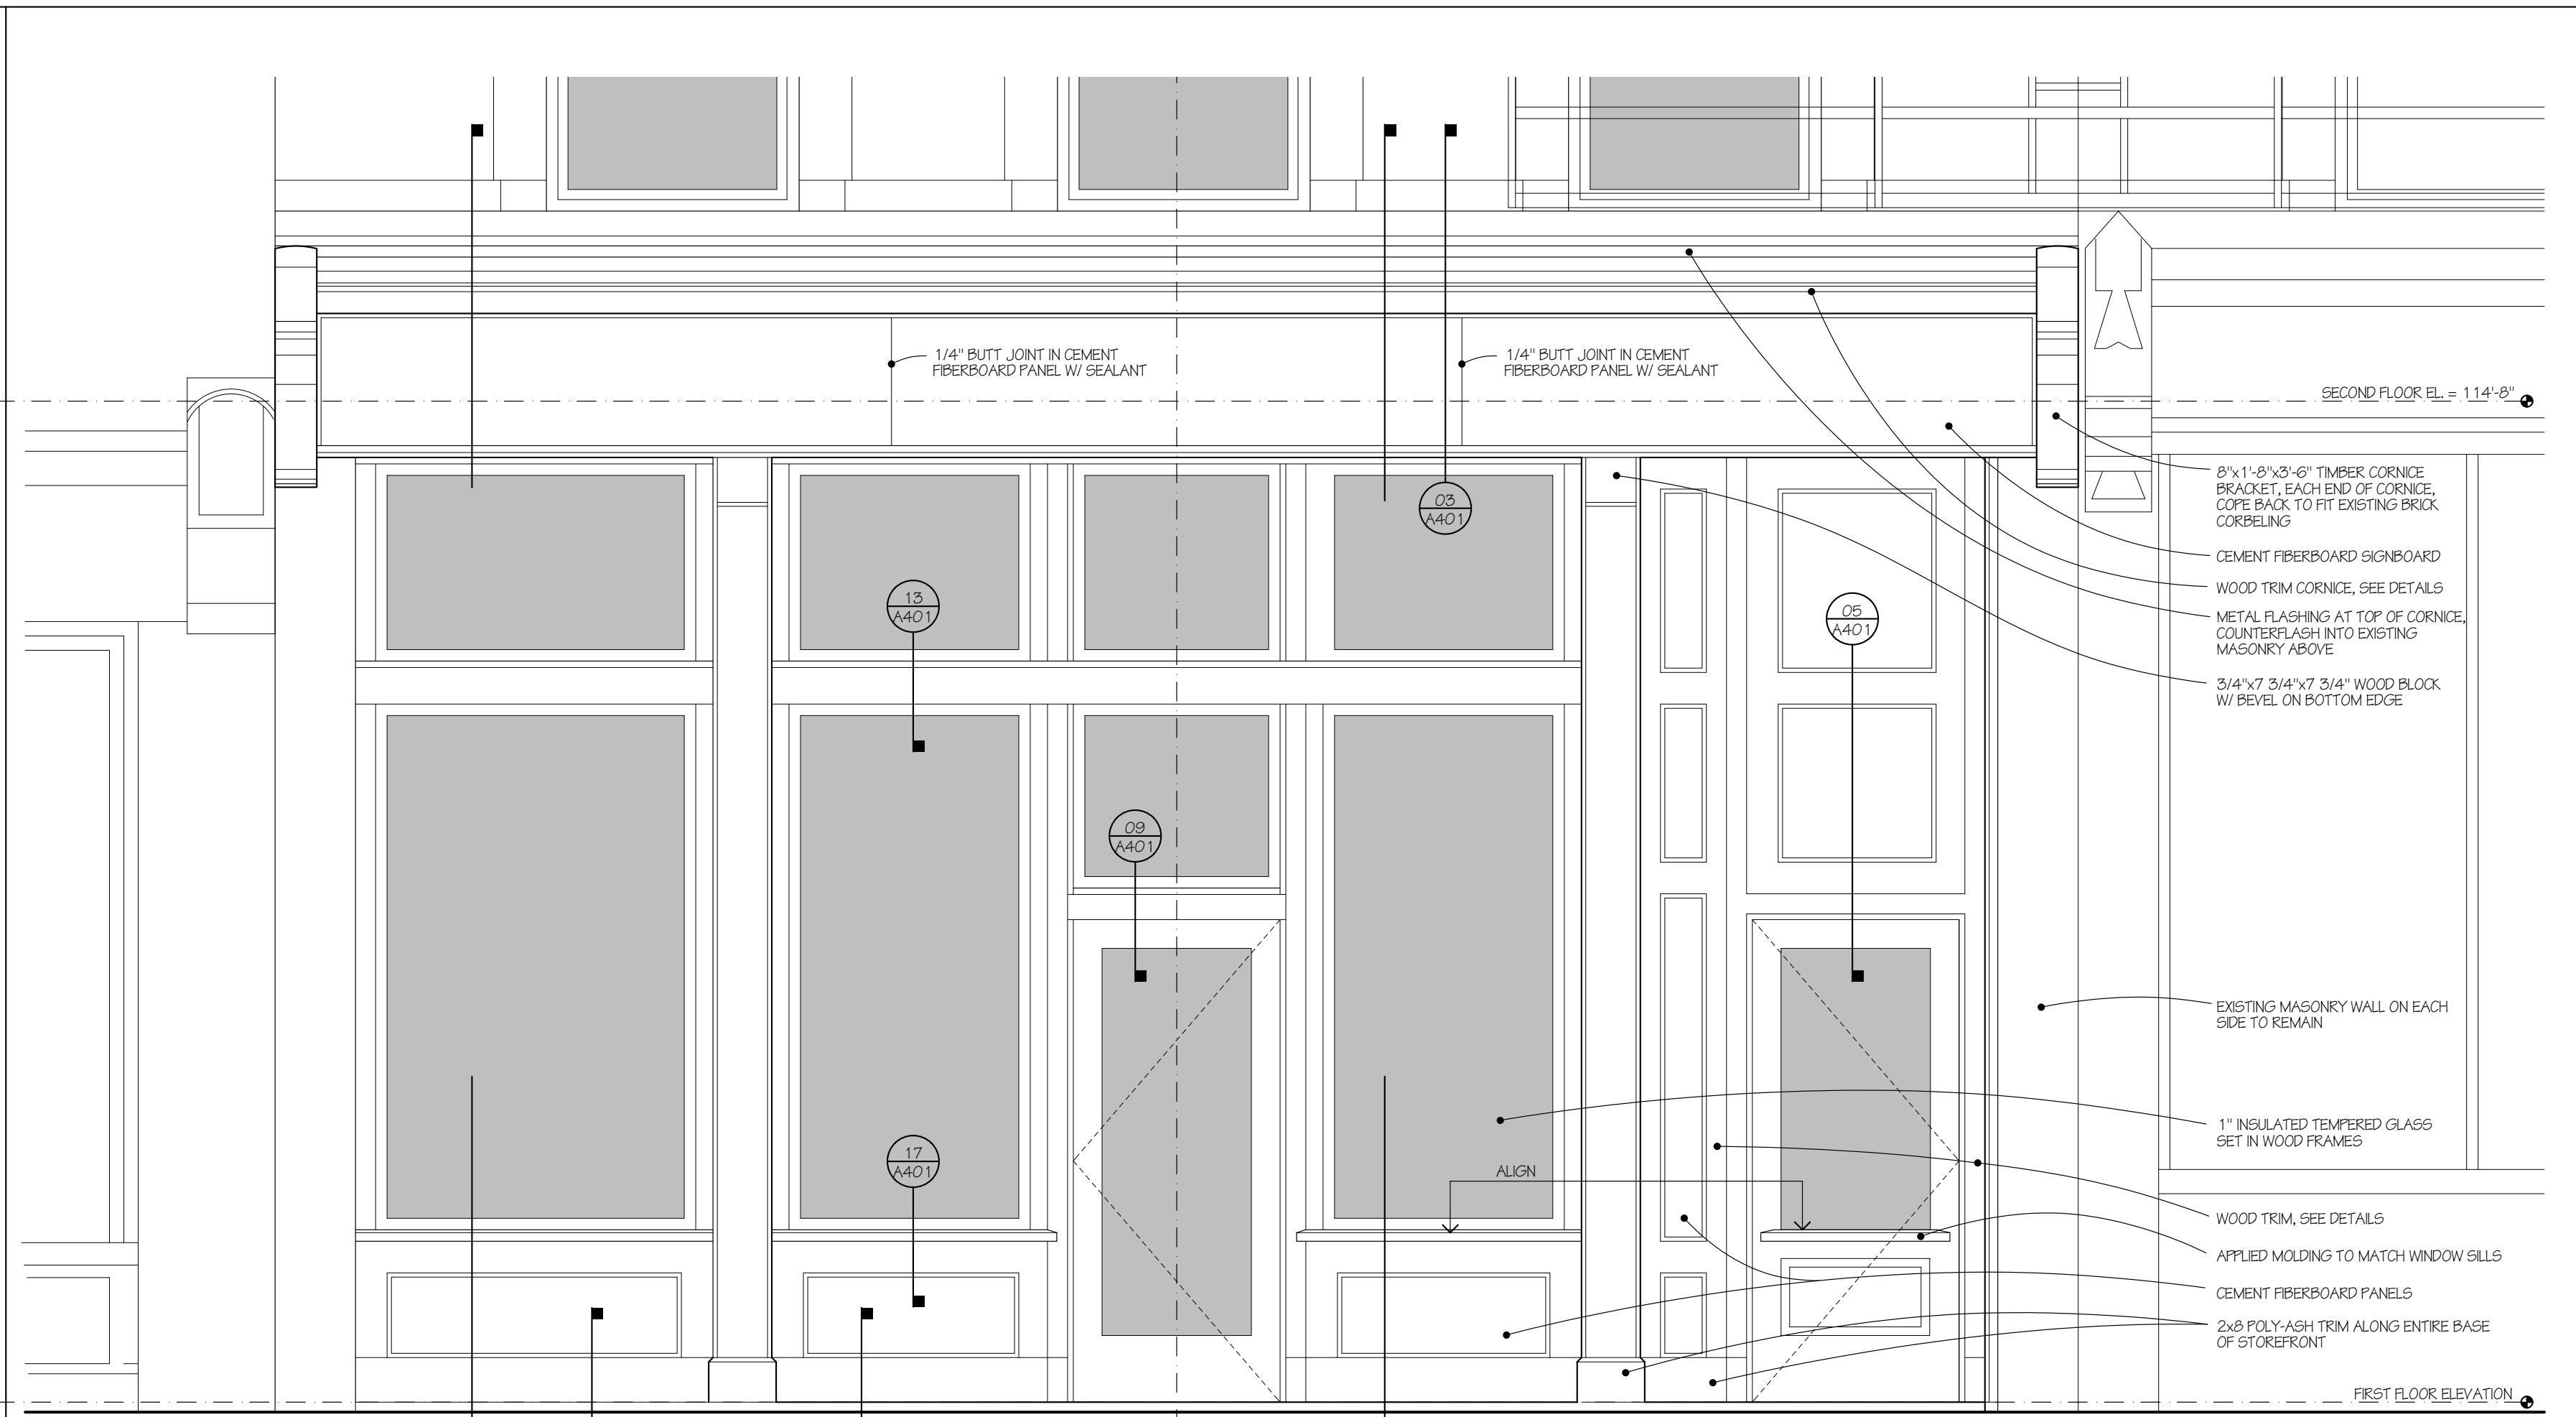 1/4" BUTT JOINT IN CEMENT
FIBERBOARD PANEL W/ SEALANT
1/4" BUTT JOINT IN CEMENT
FIBERBOARD PANEL W/ SEALANT
SECOND FLOOR EL. = 114'-8"
8"x1'-8"x3'-6" TIMBER CORNICE
BRACKET, EACH END OF CORNICE,
COPE BACK TO FIT EXISTING BRICK
CORBELING
CEMENT FIBERBOARD SIGNBOARD
WOOD TRIM CORNICE, SEE DETAILS
METAL FLASHING AT TOP OF CORNICE,
COUNTERFLASH INTO EXISTING
MASONRY ABOVE
3/4"x7 3/4"x7 3/4" WOOD BLOCK
W/ BEVEL ON BOTTOM EDGE
03
A401
13
A401
05
A401
09
A401
17
A401
EXISTING MASONRY WALL ON EACH
SIDE TO REMAIN
1" INSULATED TEMPERED GLASS
SET IN WOOD FRAMES
ALIGN
WOOD TRIM, SEE DETAILS
APPLIED MOLDING TO MATCH WINDOW SILLS
CEMENT FIBERBOARD PANELS
2x8 POLY-ASH TRIM ALONG ENTIRE BASE
OF STOREFRONT
FIRST FLOOR ELEVATION